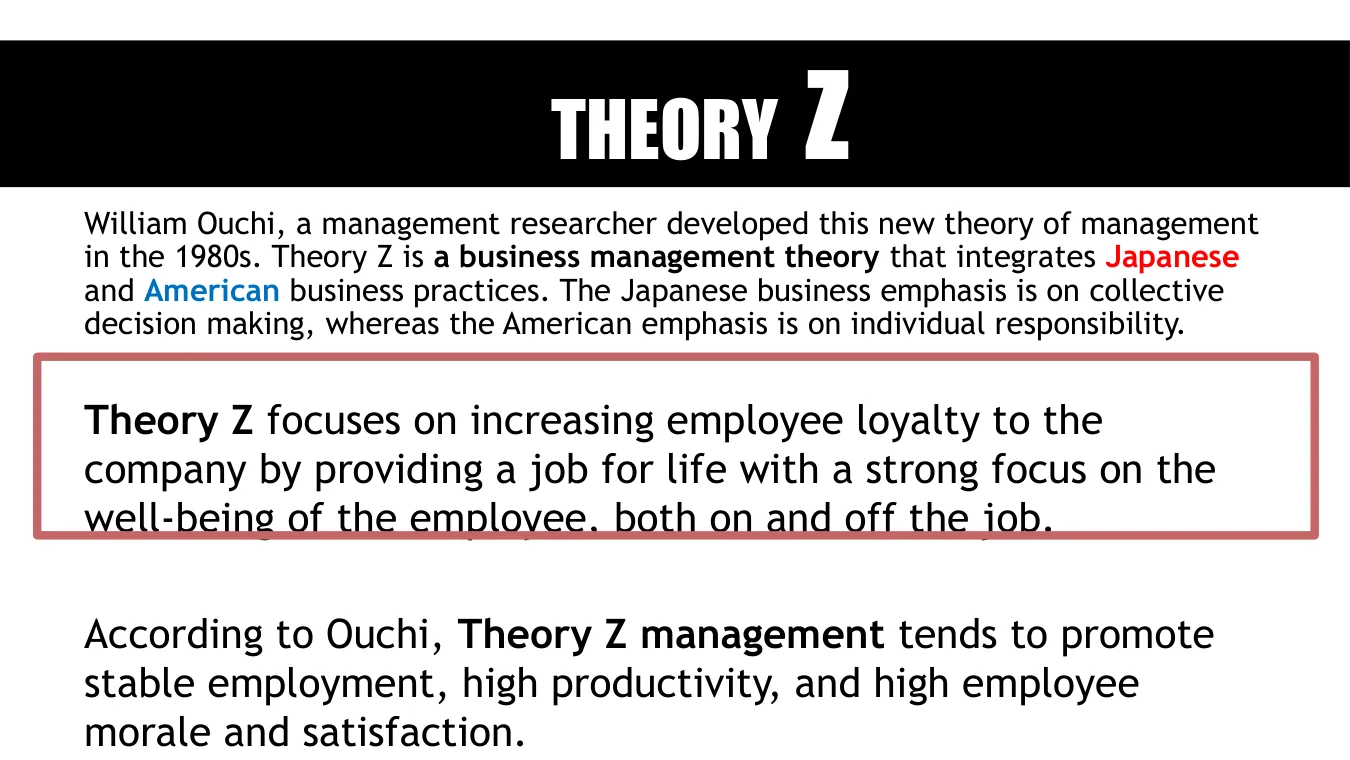 THEORY Z
William Ouchi, a management researcher developed this new theory of management
in the 1980s. Theory Z is a business management theory that integrates Japanese
and American business practices. The Japanese business emphasis is on collective
decision making, whereas the American emphasis is on individual responsibility.
Theory Z focuses on increasing employee loyalty to the
company by providing a job for life with a strong focus on the
well-being of the employee, both on and off the job.
According to Ouchi, Theory Z management tends to promote
stable employment, high productivity, and high employee
morale and satisfaction.